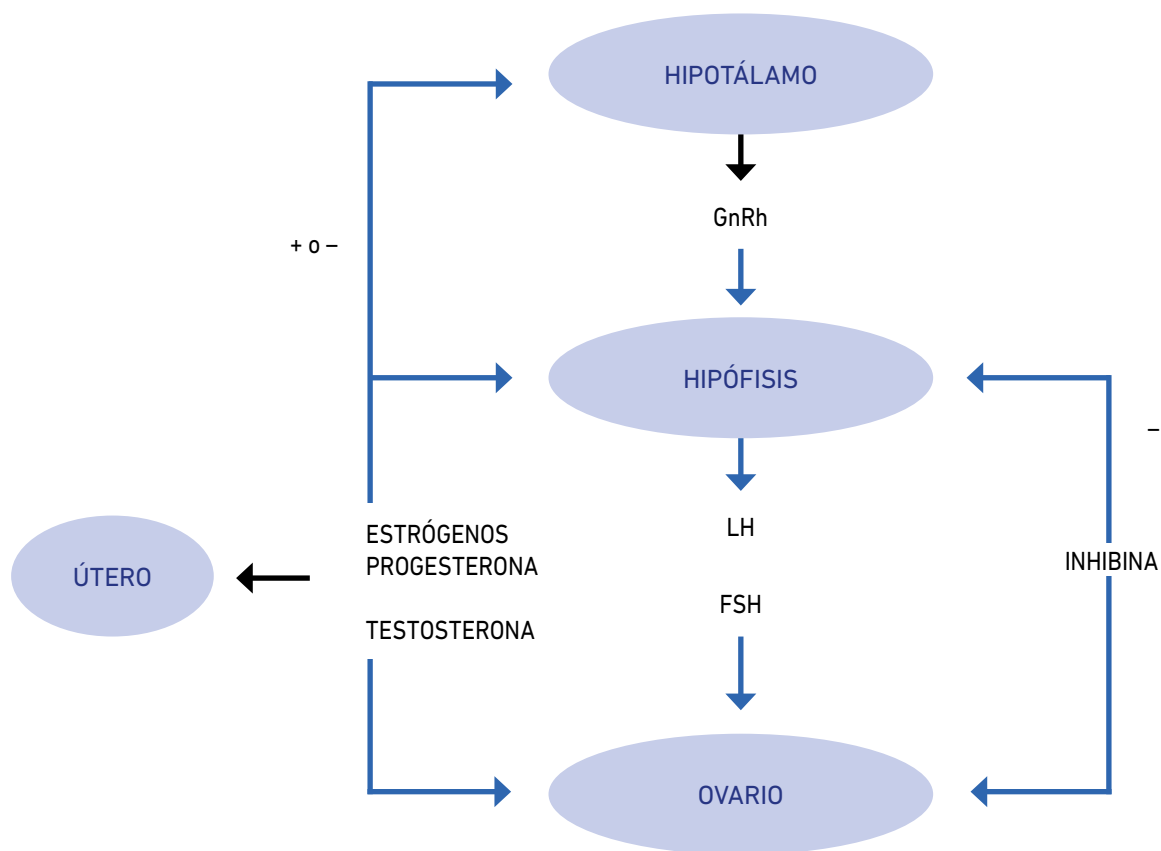 HIPOTÁLAMO
GnRh
+ o –
HIPÓFISIS
–
LH
ESTRÓGENOS
PROGESTERONA
INHIBINA
ÚTERO
FSH
TESTOSTERONA
OVARIO